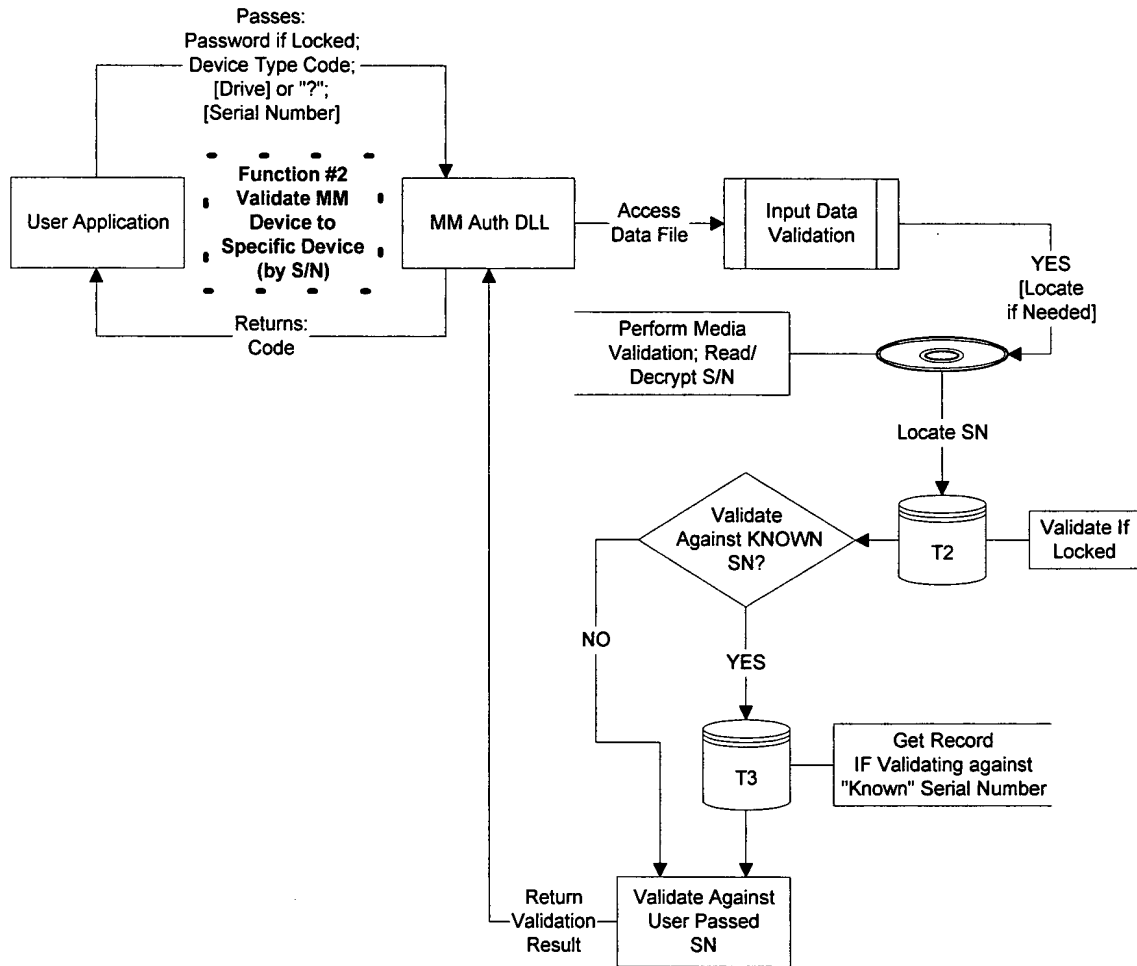 Passes:
Password if Locked;
Device Type Code;
[Drive] or "?";
[Serial Number]
User Application
Function #2
Validate MM
Device to
Specific Device
(by S/N)
MM Auth DLL
Access
Data File
Input Data
Validation
YES
[Locate
if Needed]
Returns:
Code
Perform Media
Validation; Read/
Decrypt S/N
Locate SN
Validate
Against KNOWN
SN?
T2
Validate If
Locked
NO
YES
T3
Get Record
IF Validating against
"Known" Serial Number
Return
Validation
Result
Validate Against
User Passed
SN